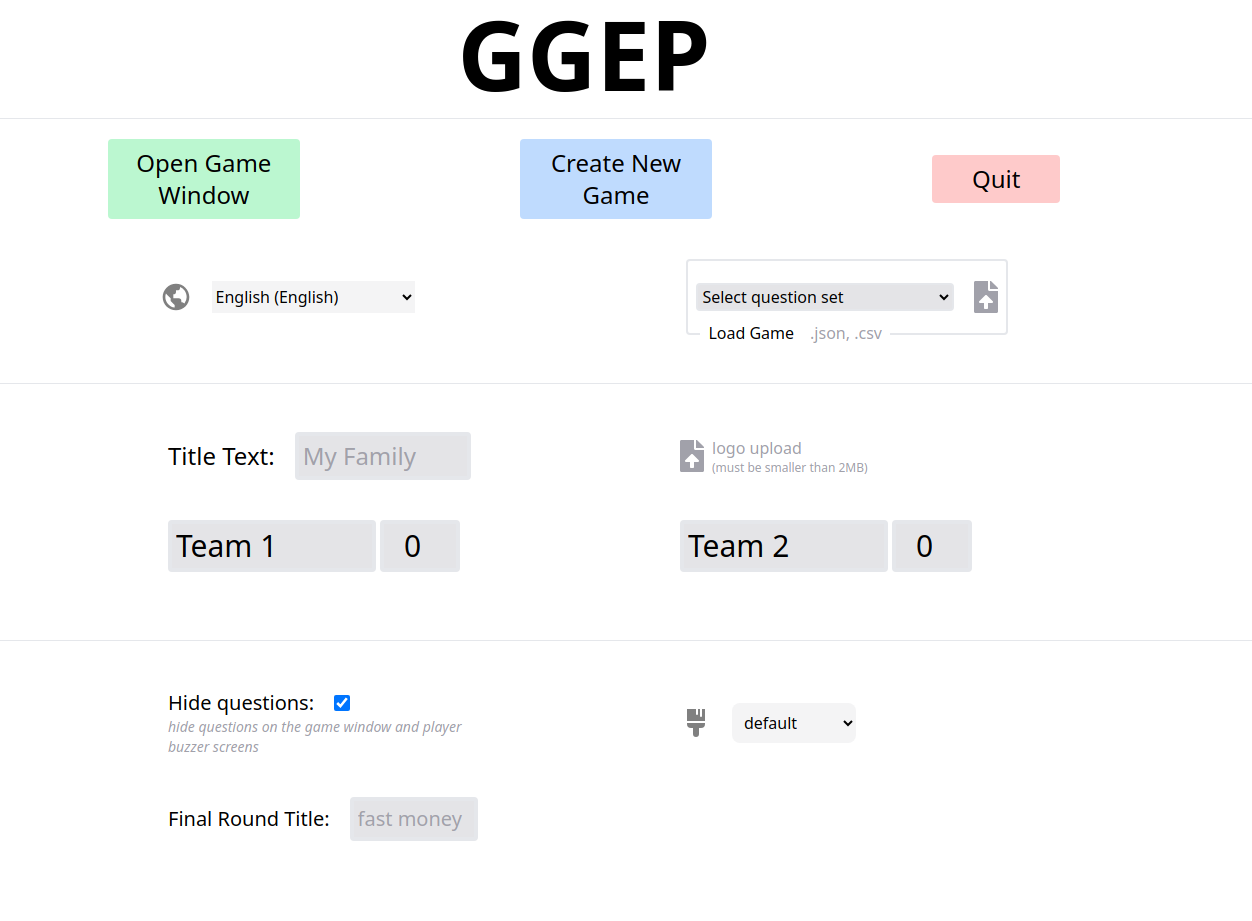 GGEP
Open Game
Window
Create New
Game
Quit
English (English)
Select question set
Load Game .json, .csv
Title Text: My Family
logo upload
(must be smaller than 2MB)
Team 1 0
Team 2 0
Hide questions:
hide questions on the game window and player
buzzer screens
default
Final Round Title: fast money